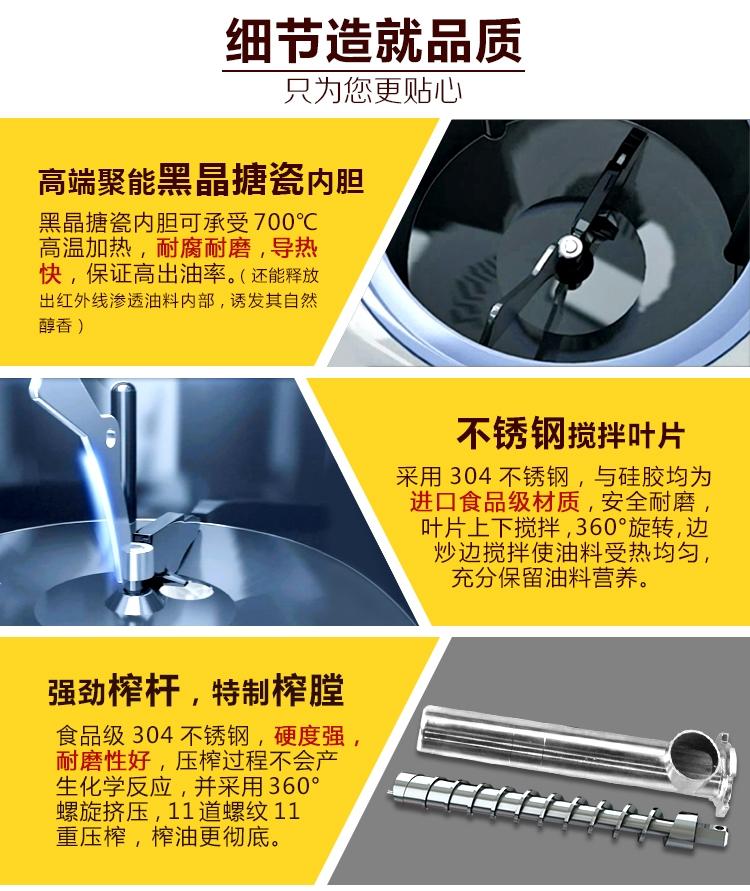 细节造就品质
只为您更贴心
高端聚能黑晶搪瓷内胆
黑晶搪瓷内胆可承受700℃
高温加热，耐腐耐磨，导热
快，保证高出油率。（还能释放
出红外线渗透油料内部，诱发其自然
醇香）
不锈钢搅拌叶片
采用 304 不锈钢，与硅胶均为
进口食品级材质，安全耐磨，
叶片上下搅拌，360°旋转，边
炒边搅拌使油料受热均匀，
充分保留油料营养。
强劲榨杆，特制榨膛
食品级 304 不锈钢，硬度强，
耐磨性好，压榨过程不会产
生化学反应，并采用360°
螺旋挤压，11道螺纹11
重压榨，榨油更彻底。